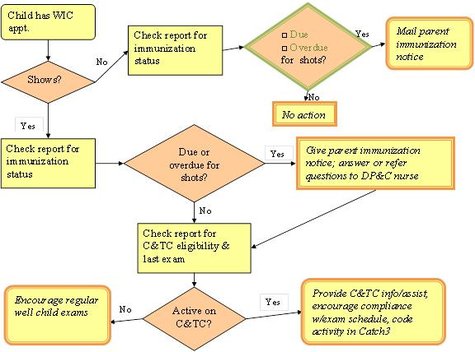 Child has WIC
appt.
Check report for
immunization
status
□ Due
□ Overdue
for shots?
Yes
Mail parent
immunization
notice
Shows?
No
No
No action
Yes
Check report for
immunization
status
Due or
overdue for
shots?
Yes
Give parent immunization
notice; answer or refer
questions to DP&C nurse
No
Check report for
C&TC eligibility &
last exam
Encourage regular
well child exams
No
Active on
C&TC?
Yes
Provide C&TC info/assist,
encourage compliance
w/exam schedule, code
activity in Catch3